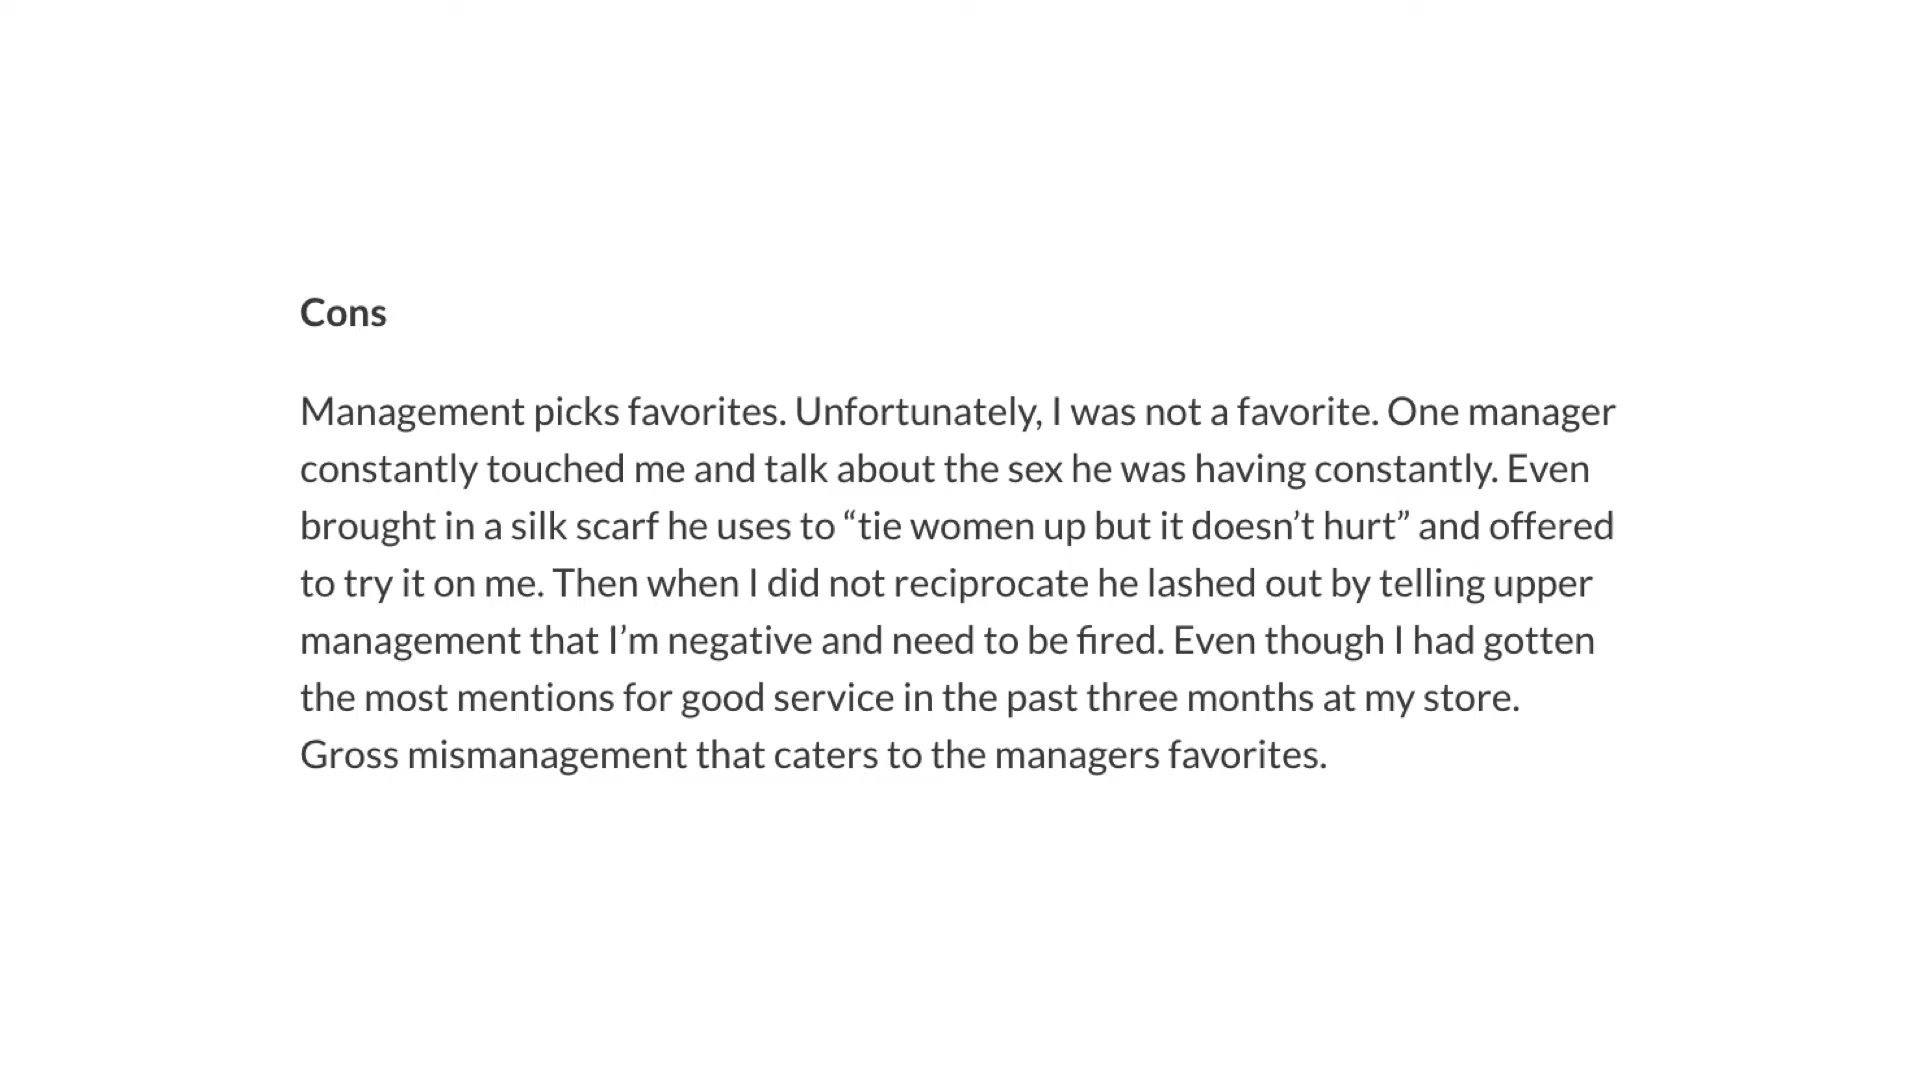 Cons
Management picks favorites. Unfortunately, I was not a favorite. One manager
constantly touched me and talk about the sex he was having constantly. Even
brought in a silk scarf he uses to “tie women up but it doesn’t hurt” and offered
to try it on me. Then when I did not reciprocate he lashed out by telling upper
management that I’m negative and need to be fired. Even though I had gotten
the most mentions for good service in the past three months at my store.
Gross mismanagement that caters to the managers favorites.